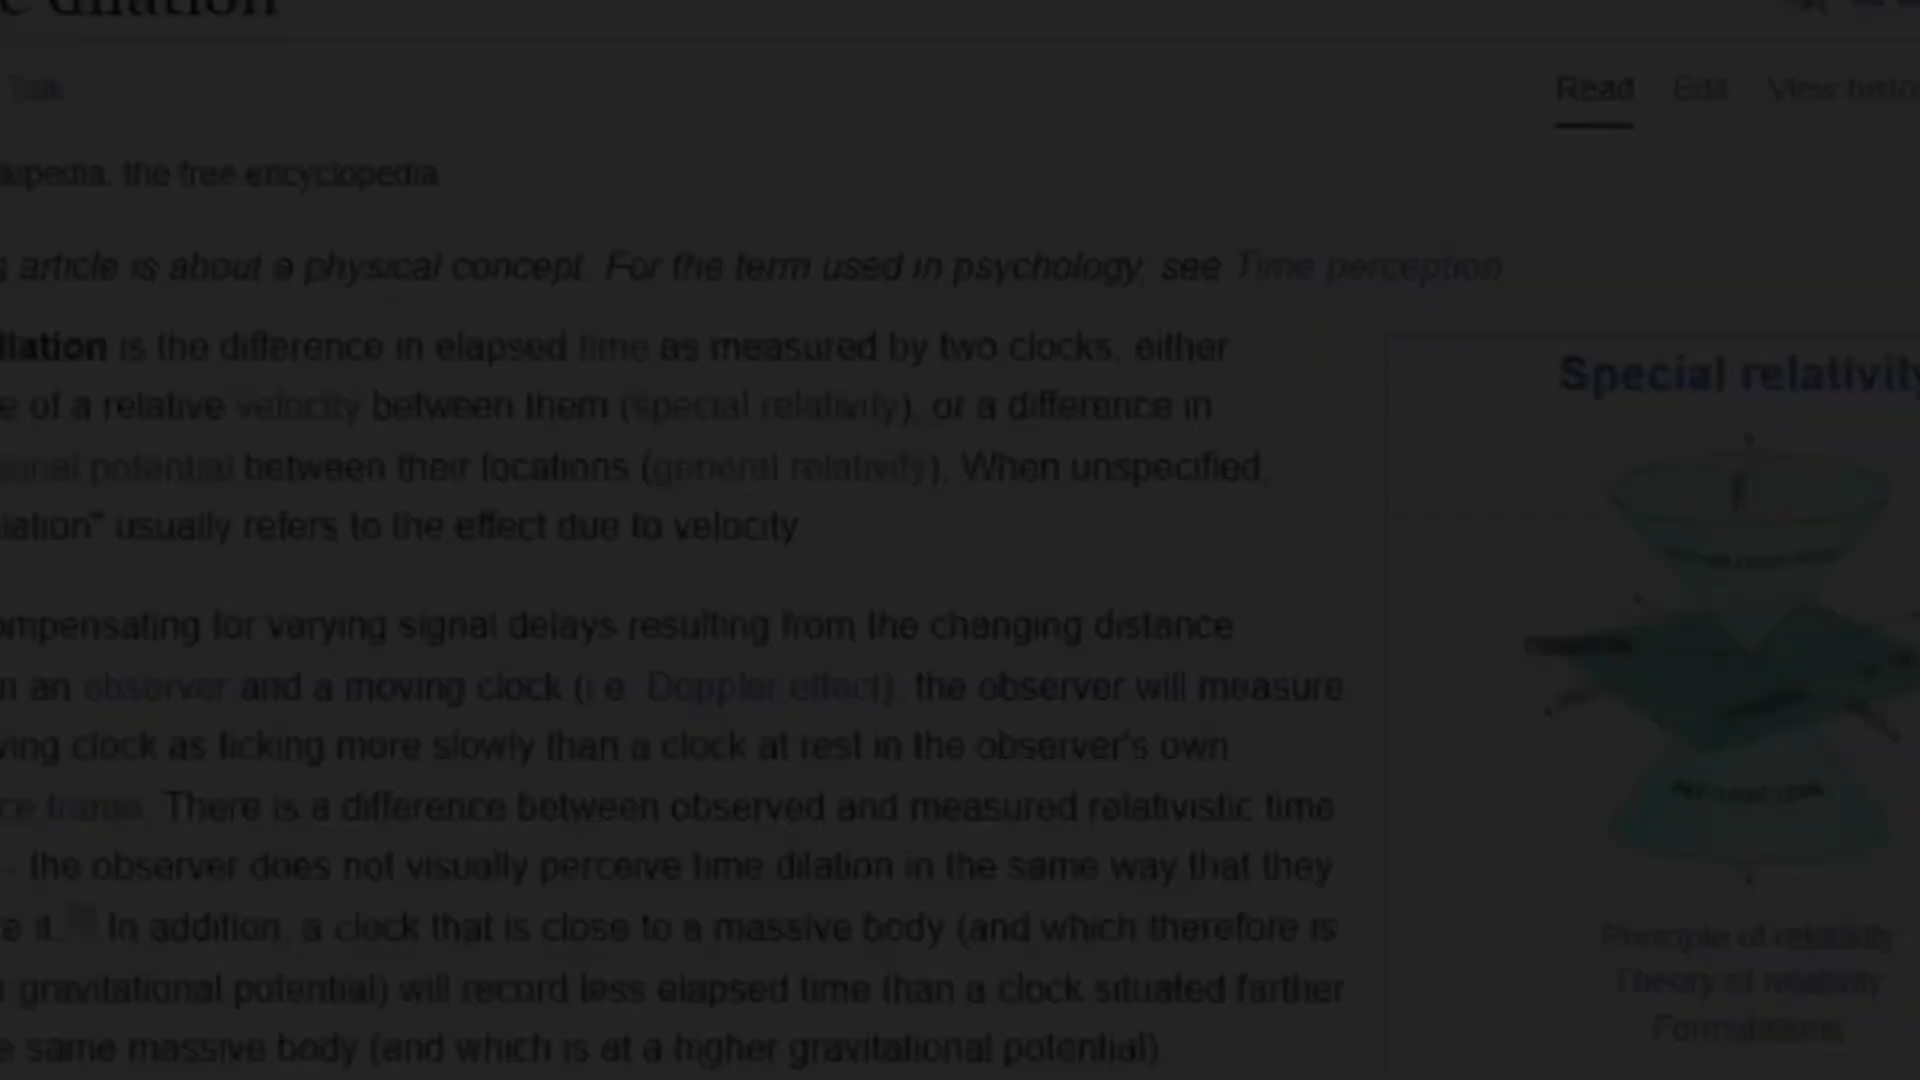 dilation
Talk
Read Edit View
the free encyclopedia
article is about a physical concept. For the term used in psychology, see Time perception
is the difference in elapsed time as measured by two clocks, either
of a relative velocity between them (special relativity), or a difference in
potential between their locations (general relativity). When unspecified,
usually refers to the effect due to velocity
for varying signal delays resulting from the changing distance
an observer and a moving clock (i.e. Doppler effect), the observer will measure
clock as ticking more slowly than a clock at rest in the observer's own
frame. There is a difference between observed and measured relativistic time
- the observer does not visually perceive time dilation in the same way that they
it. In addition, a clock that is close to a massive body (and which therefore is
gravitational potential) will record less elapsed time than a clock situated farther
same massive body (and which is at a higher gravitational potential)
Special relativity
Principle of relativity
Theory of relativity
Formulations